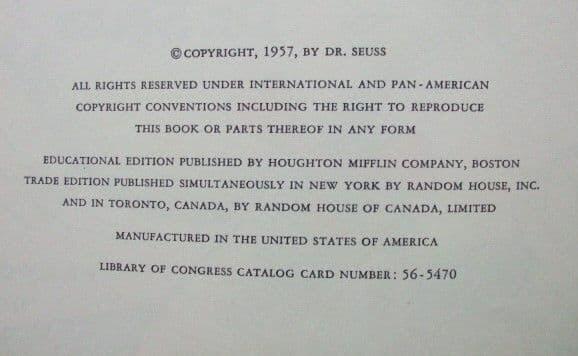 © COPYRIGHT, 1957, BY DR. SEUSS
ALL RIGHTS RESERVED UNDER INTERNATIONAL AND PAN-AMERICAN
COPYRIGHT CONVENTIONS INCLUDING THE RIGHT TO REPRODUCE
THIS BOOK OR PARTS THEREOF IN ANY FORM
EDUCATIONAL EDITION PUBLISHED BY HOUGHTON MIFFLIN COMPANY, BOSTON
TRADE EDITION PUBLISHED SIMULTANEOUSLY IN NEW YORK BY RANDOM HOUSE, INC.
AND IN TORONTO, CANADA, BY RANDOM HOUSE OF CANADA, LIMITED
MANUFACTURED IN THE UNITED STATES OF AMERICA
LIBRARY OF CONGRESS CATALOG CARD NUMBER: 56-5470